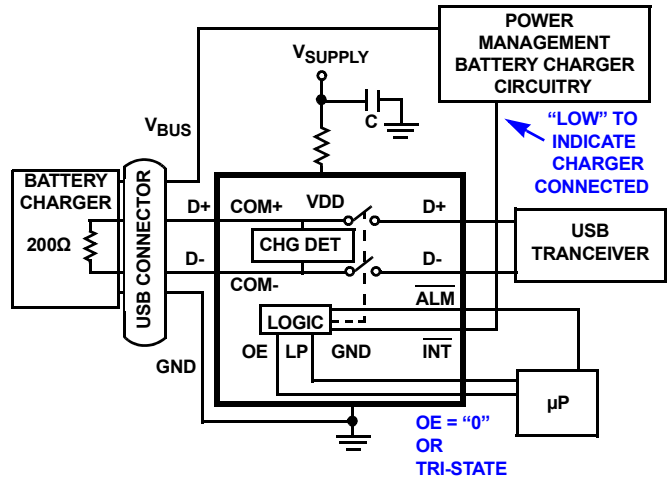 POWER
MANAGEMENT
BATTERY CHARGER
CIRCUITRY
VSUPPLY
C
"LOW" TO
INDICATE
CHARGER
CONNECTED
VBUS
BATTERY
CHARGER
200Ω
USB CONNECTOR
D+
COM+
VDD
D+
CHG DET
USB
TRANCEIVER
D-
COM-
D-
ALM
LOGIC
OE
LP
GND
INT
GND
µP
OE = "0"
OR
TRI-STATE